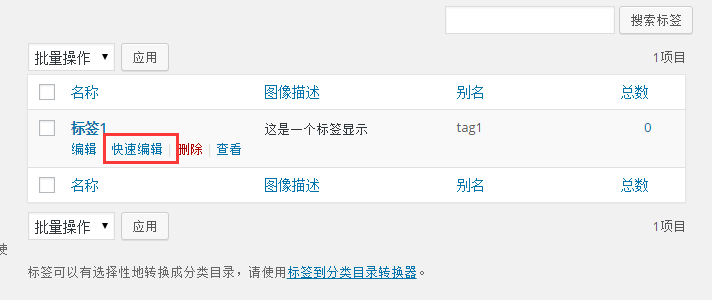 搜索标签
批量操作 应用 1项目
名称 图像描述 别名 总数
标签1 这是一个标签显示 tag1 0
编辑 快速编辑 | 删除 | 查看
名称 图像描述 别名 总数
批量操作 应用 1项目
使
标签可以有选择性地转换成分类目录，请使用标签到分类目录转换器。